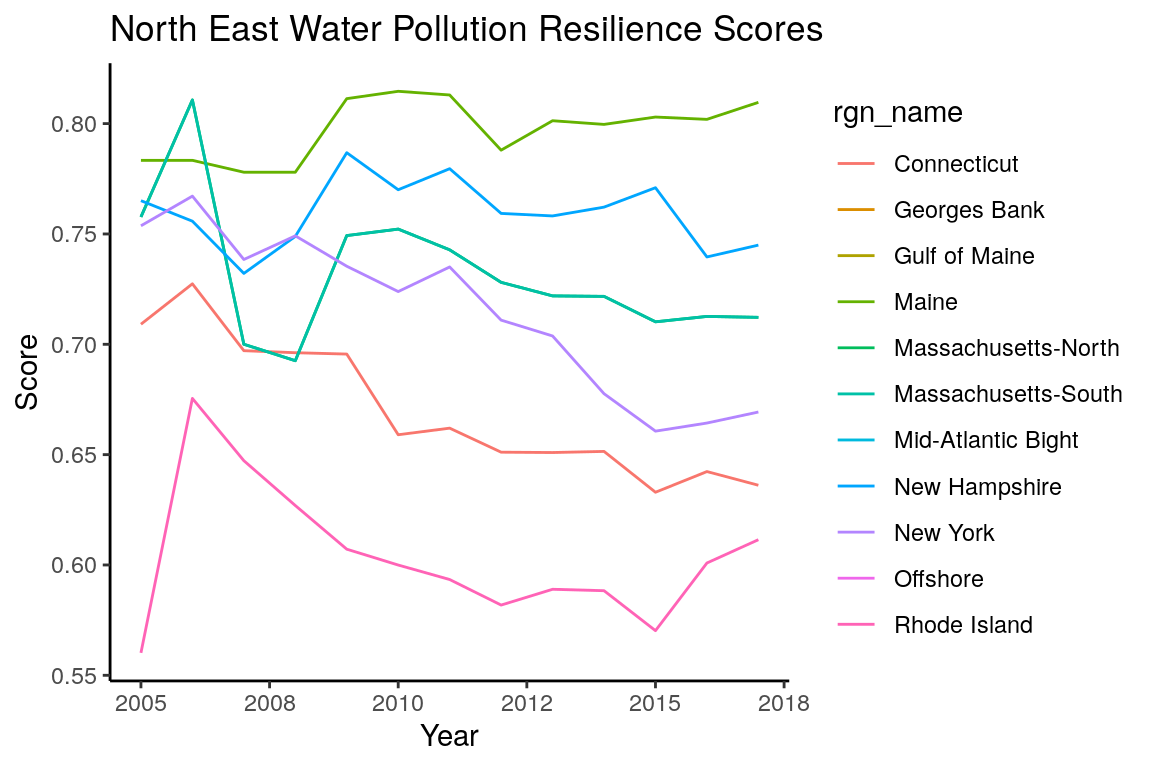 North East Water Pollution Resilience Scores
0.80
0.75
0.70
0.65
0.60
0.55
Score
2005 2008 2010 2012 2015 2018
Year
rgn_name
Connecticut
Georges Bank
Gulf of Maine
Maine
Massachusetts-North
Massachusetts-South
Mid-Atlantic Bight
New Hampshire
New York
Offshore
Rhode Island